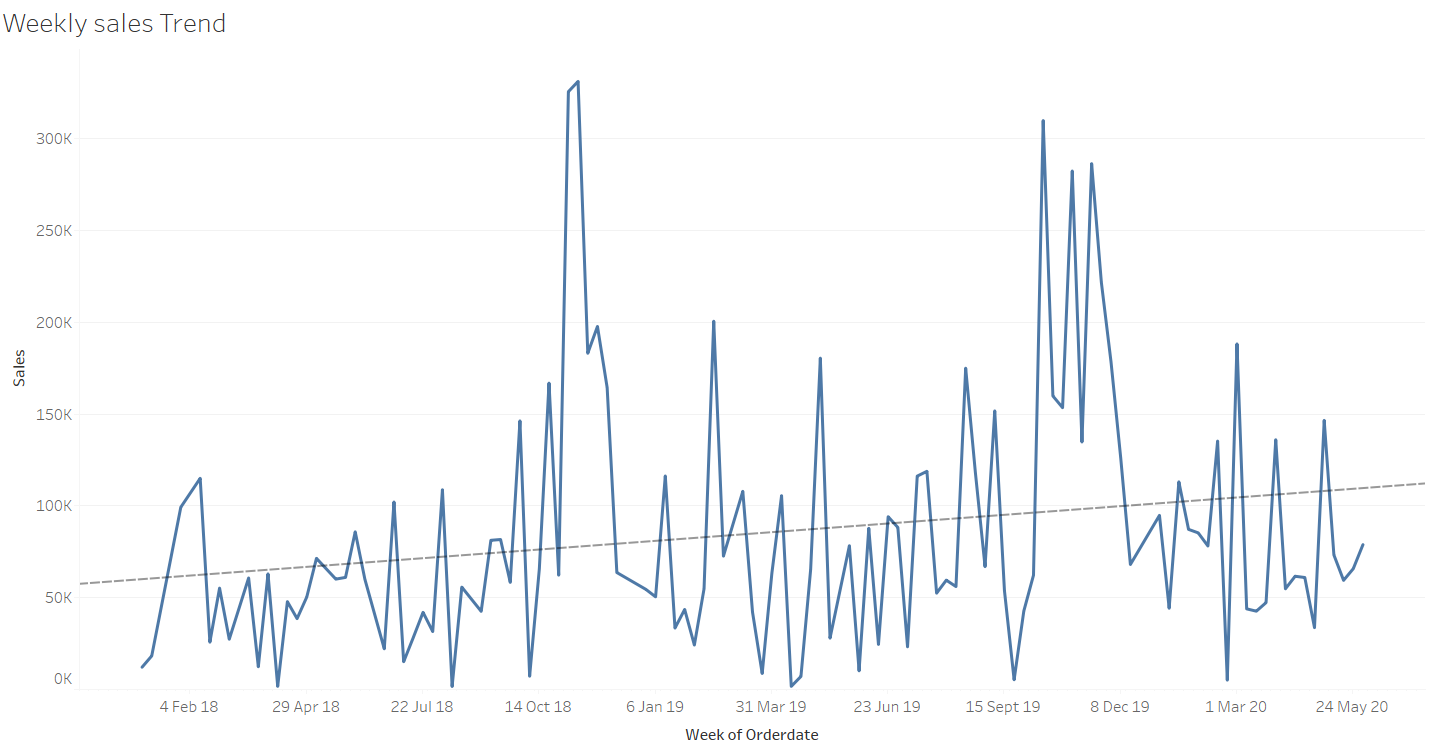 Weekly sales Trend
300K
250K
200K
150K
100K
50K
0K
Sales
4 Feb 18 29 Apr 18 22 Jul 18 14 Oct 18 6 Jan 19 31 Mar 19 23 Jun 19 15 Sept 19 8 Dec 19 1 Mar 20 24 May 20
Week of Orderdate